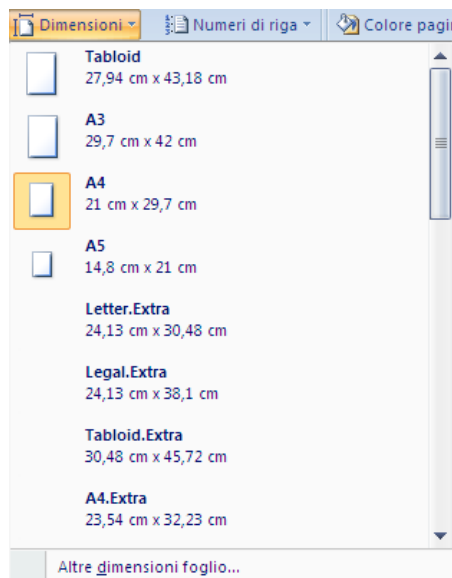 Dimensioni Numeri di riga Colore pagi
Tabloid
27,94 cm x 43,18 cm
A3
29,7 cm x 42 cm
A4
21 cm x 29,7 cm
A5
14,8 cm x 21 cm
Letter.Extra
24,13 cm x 30,48 cm
Legal.Extra
24,13 cm x 38,1 cm
Tabloid.Extra
30,48 cm x 45,72 cm
A4.Extra
23,54 cm x 32,23 cm
Altre dimensioni foglio...